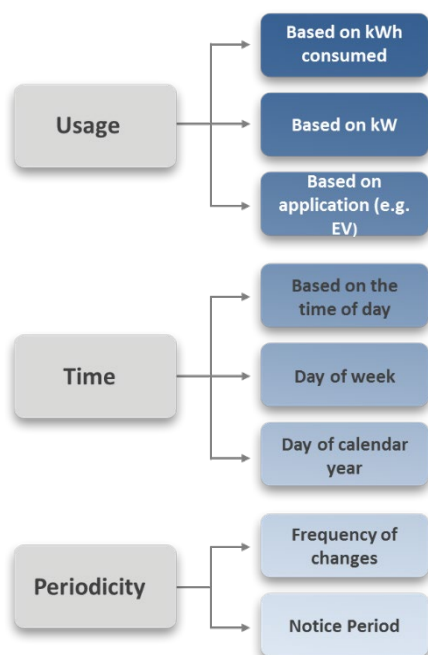 Usage
Based on kWh
consumed
Based on kW
Based on
application (e.g.
EV)
Time
Based on the
time of day
Day of week
Day of calendar
year
Periodicity
Frequency of
changes
Notice Period